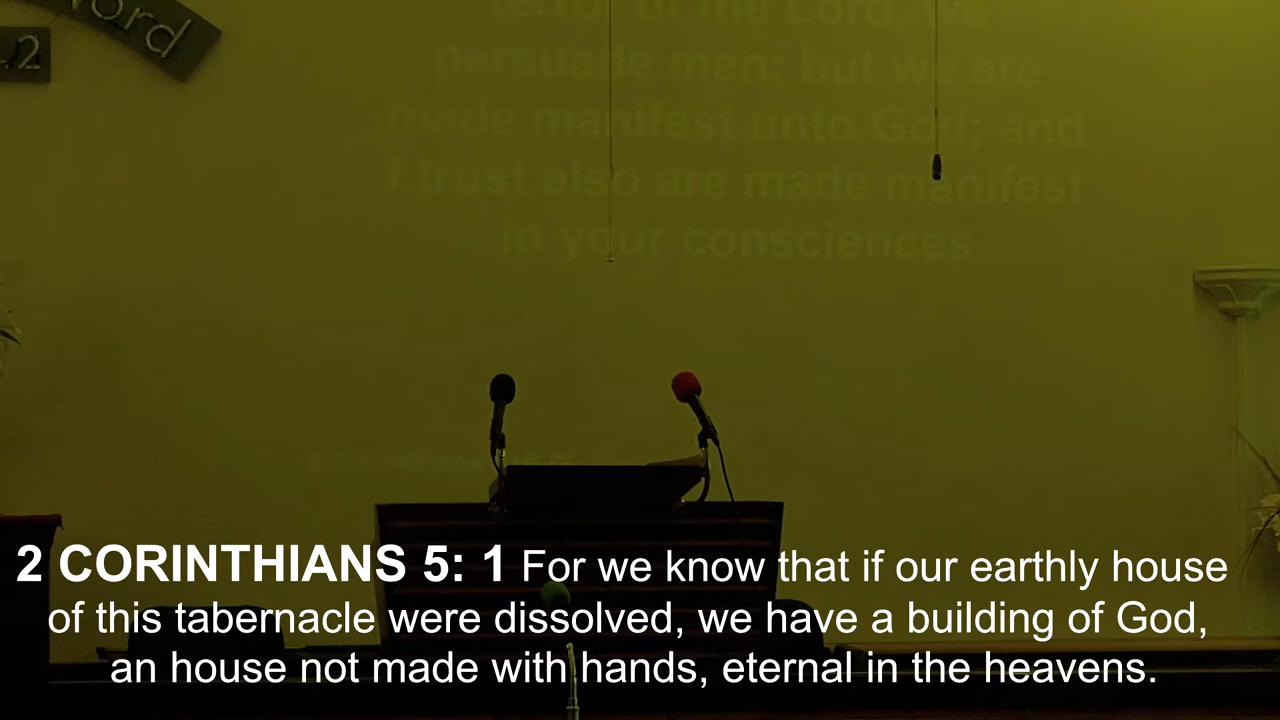 Word
.2
terror of the Lord, we
persuade men; but we are
made manifest unto God; and
I trust also are made manifest
in your consciences.
2 CORINTHIANS 5: 1 For we know that if our earthly house
of this tabernacle were dissolved, we have a building of God,
an house not made with hands, eternal in the heavens.